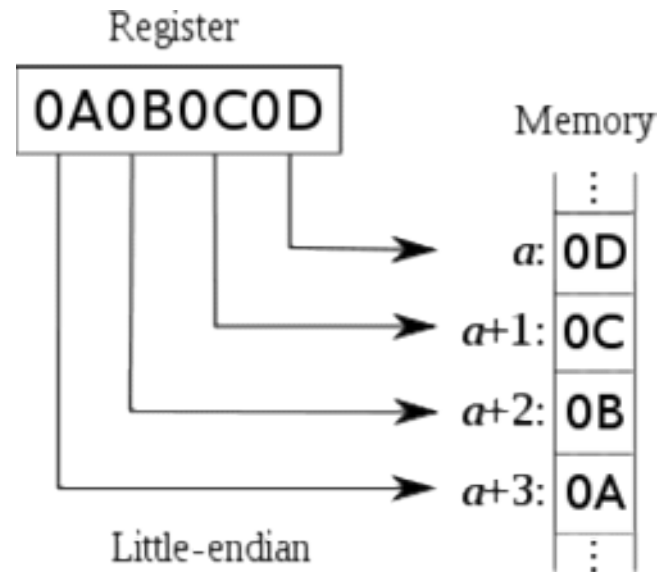 Register
0A0B0C0D
Memory
⋮
a: 0D
a+1: 0C
a+2: 0B
a+3: 0A
⋮
Little-endian